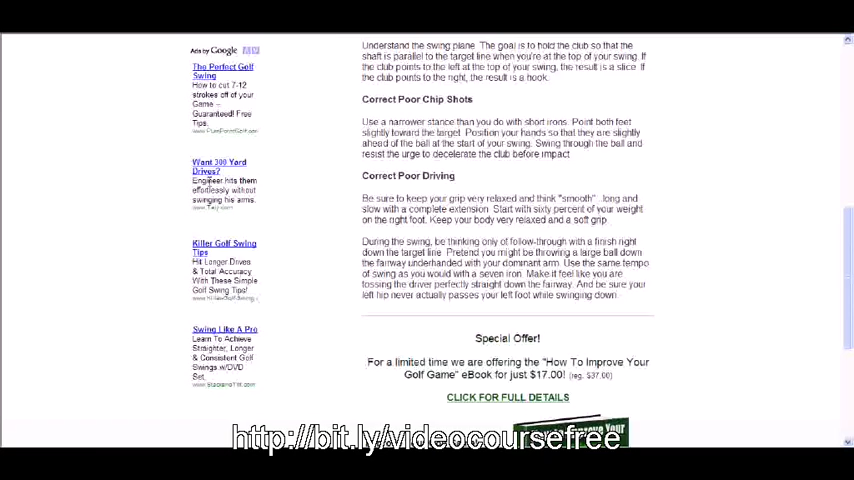 Ads by Google
The Perfect Golf
Swing
How to cut 7-12
strokes off of your
Game –
Guaranteed! Free
Tips.
Want 300 Yard
Drives?
Engineer hits them
effortlessly without
swinging his arms.
Killer Golf Swing
Tips
Hit Longer Drives
& Total Accuracy
With These Simple
Golf Swing Tips!
Swing Like A Pro
Learn To Achieve
Straighter, Longer
& Consistent Golf
Swings w/DVD
Set.
Understand the swing plane. The goal is to hold the club so that the
shaft is parallel to the target line when you're at the top of your swing. If
the club points to the left at the top of your swing, the result is a slice. If
the club points to the right, the result is a hook.
Correct Poor Chip Shots
Use a narrower stance than you do with short irons. Point both feet
slightly toward the target. Position your hands so that they are slightly
ahead of the ball at the start of your swing. Swing through the ball and
resist the urge to decelerate the club before impact
Correct Poor Driving
Be sure to keep your grip very relaxed and think "smooth"...long and
slow with a complete extension. Start with sixty percent of your weight
on the right foot. Keep your body very relaxed and a soft grip.
During the swing, be thinking only of follow-through with a finish right
down the target line. Pretend you might be throwing a large ball down
the fairway underhanded with your dominant arm. Use the same tempo
of swing as you would with a seven iron. Make it feel like you are
tossing the driver perfectly straight down the fairway. And be sure your
left hip never actually passes your left foot while swinging down.
Special Offer!
For a limited time we are offering the "How To Improve Your
Golf Game" eBook for just $17.00! (reg. $37.00)
CLICK FOR FULL DETAILS
http://bit.ly/videocoursefree